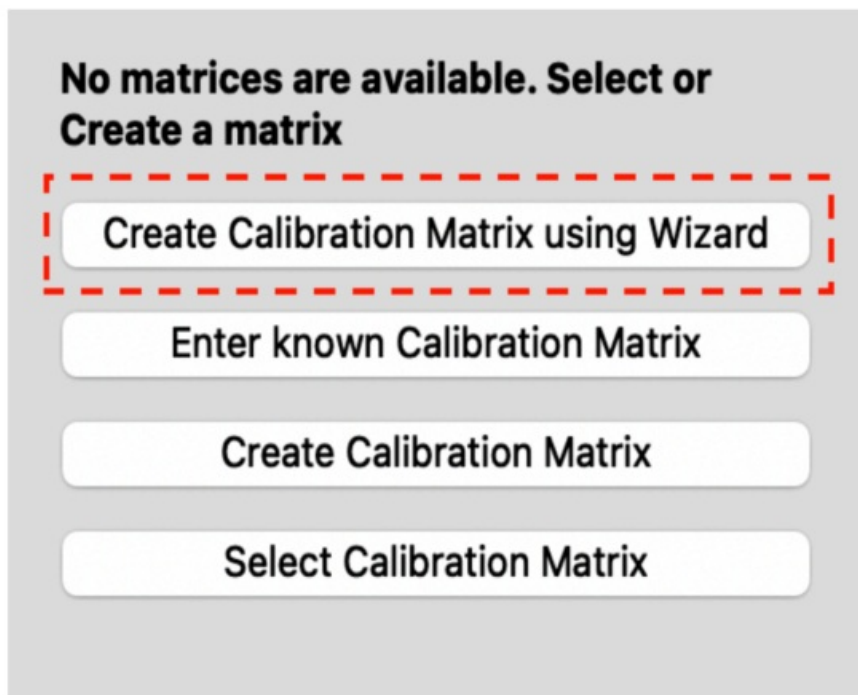 No matrices are available. Select or
Create a matrix
Create Calibration Matrix using Wizard
Enter known Calibration Matrix
Create Calibration Matrix
Select Calibration Matrix